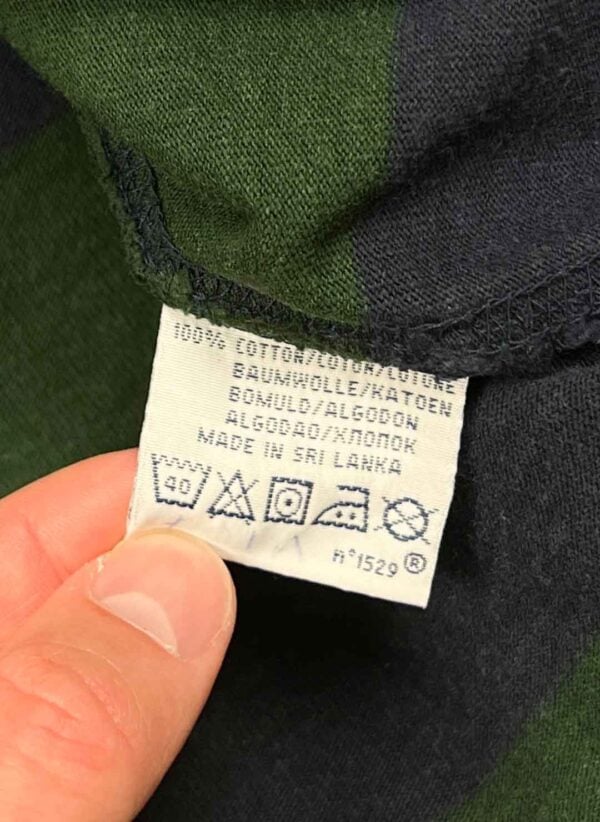 100% COTTON/COTON/COTONE
BAUMWOLLE/KATOEN
BOMULD/ALGODON
ALGODAO/ХЛОПОК
MADE IN SRI LANKA
40
n°1529 ®